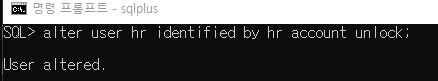 명령 프롬프트 - sqlplus
SQL> alter user hr identified by hr account unlock;
User altered.